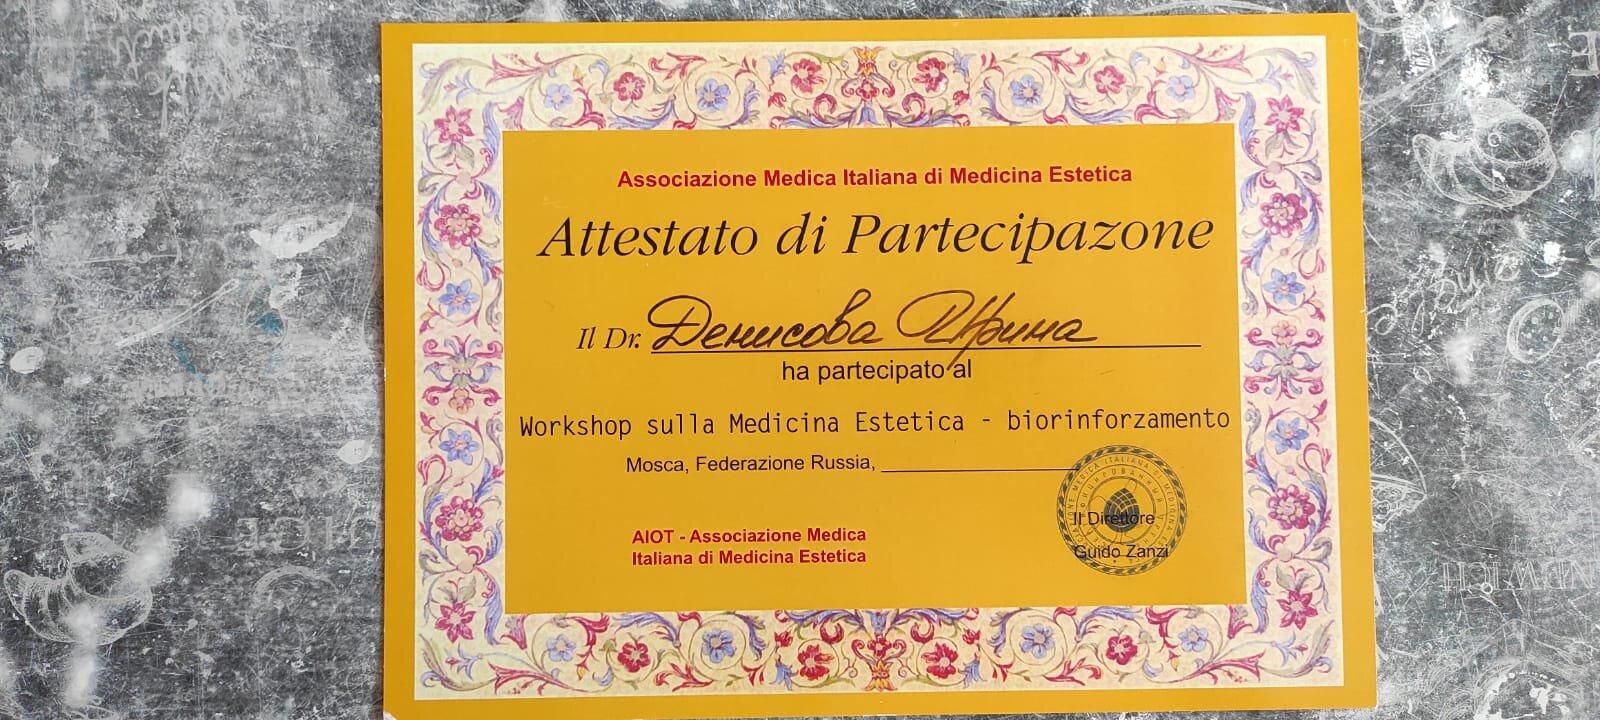 Associazione Medica Italiana di Medicina Estetica
Attestato di Partecipazone
Il Dr. Денисова Ирина
ha partecipato al
Workshop sulla Medicina Estetica - biorinforzamento
Mosca, Federazione Russia,
AIOT - Associazione Medica
Italiana di Medicina Estetica
Il Direttore
Guido Zanzi